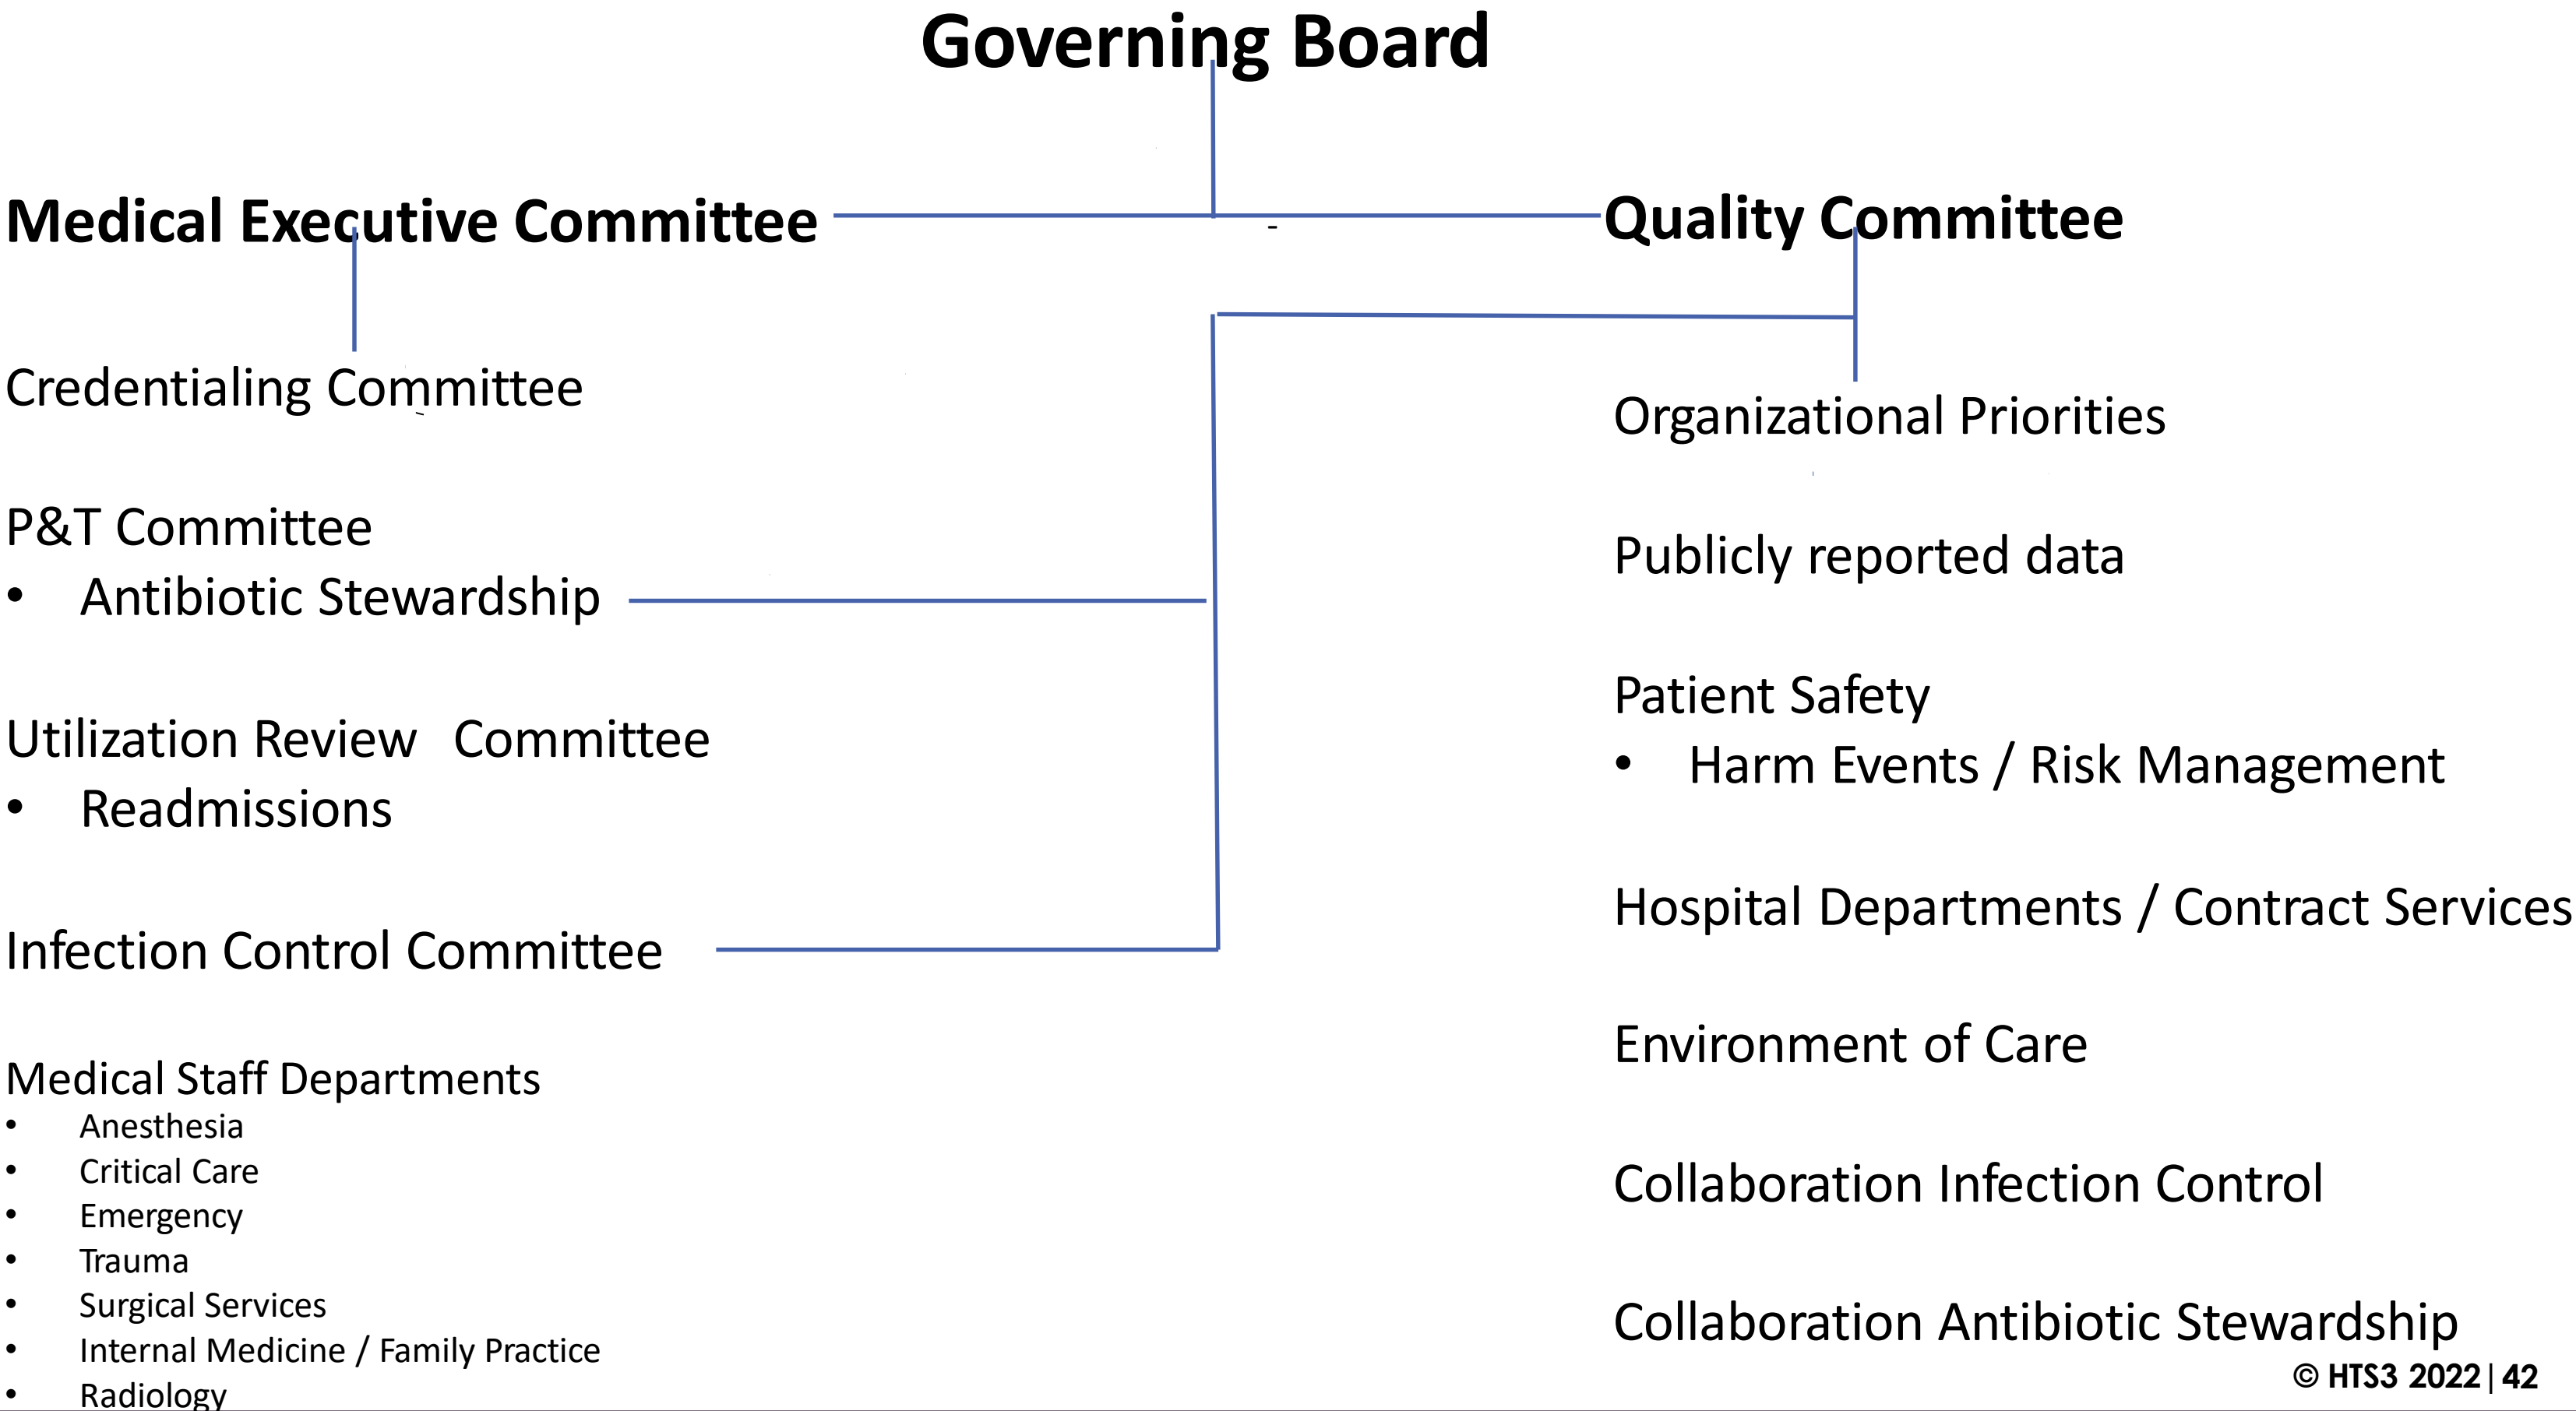 Governing Board
Medical Executive Committee
Quality Committee
Credentialing Committee
P&T Committee
• Antibiotic Stewardship
Utilization Review Committee
• Readmissions
Infection Control Committee
Medical Staff Departments
• Anesthesia
• Critical Care
• Emergency
• Trauma
• Surgical Services
• Internal Medicine / Family Practice
• Radiology
Organizational Priorities
Publicly reported data
Patient Safety
• Harm Events / Risk Management
Hospital Departments / Contract Services
Environment of Care
Collaboration Infection Control
Collaboration Antibiotic Stewardship
© HTS3 2022 | 42